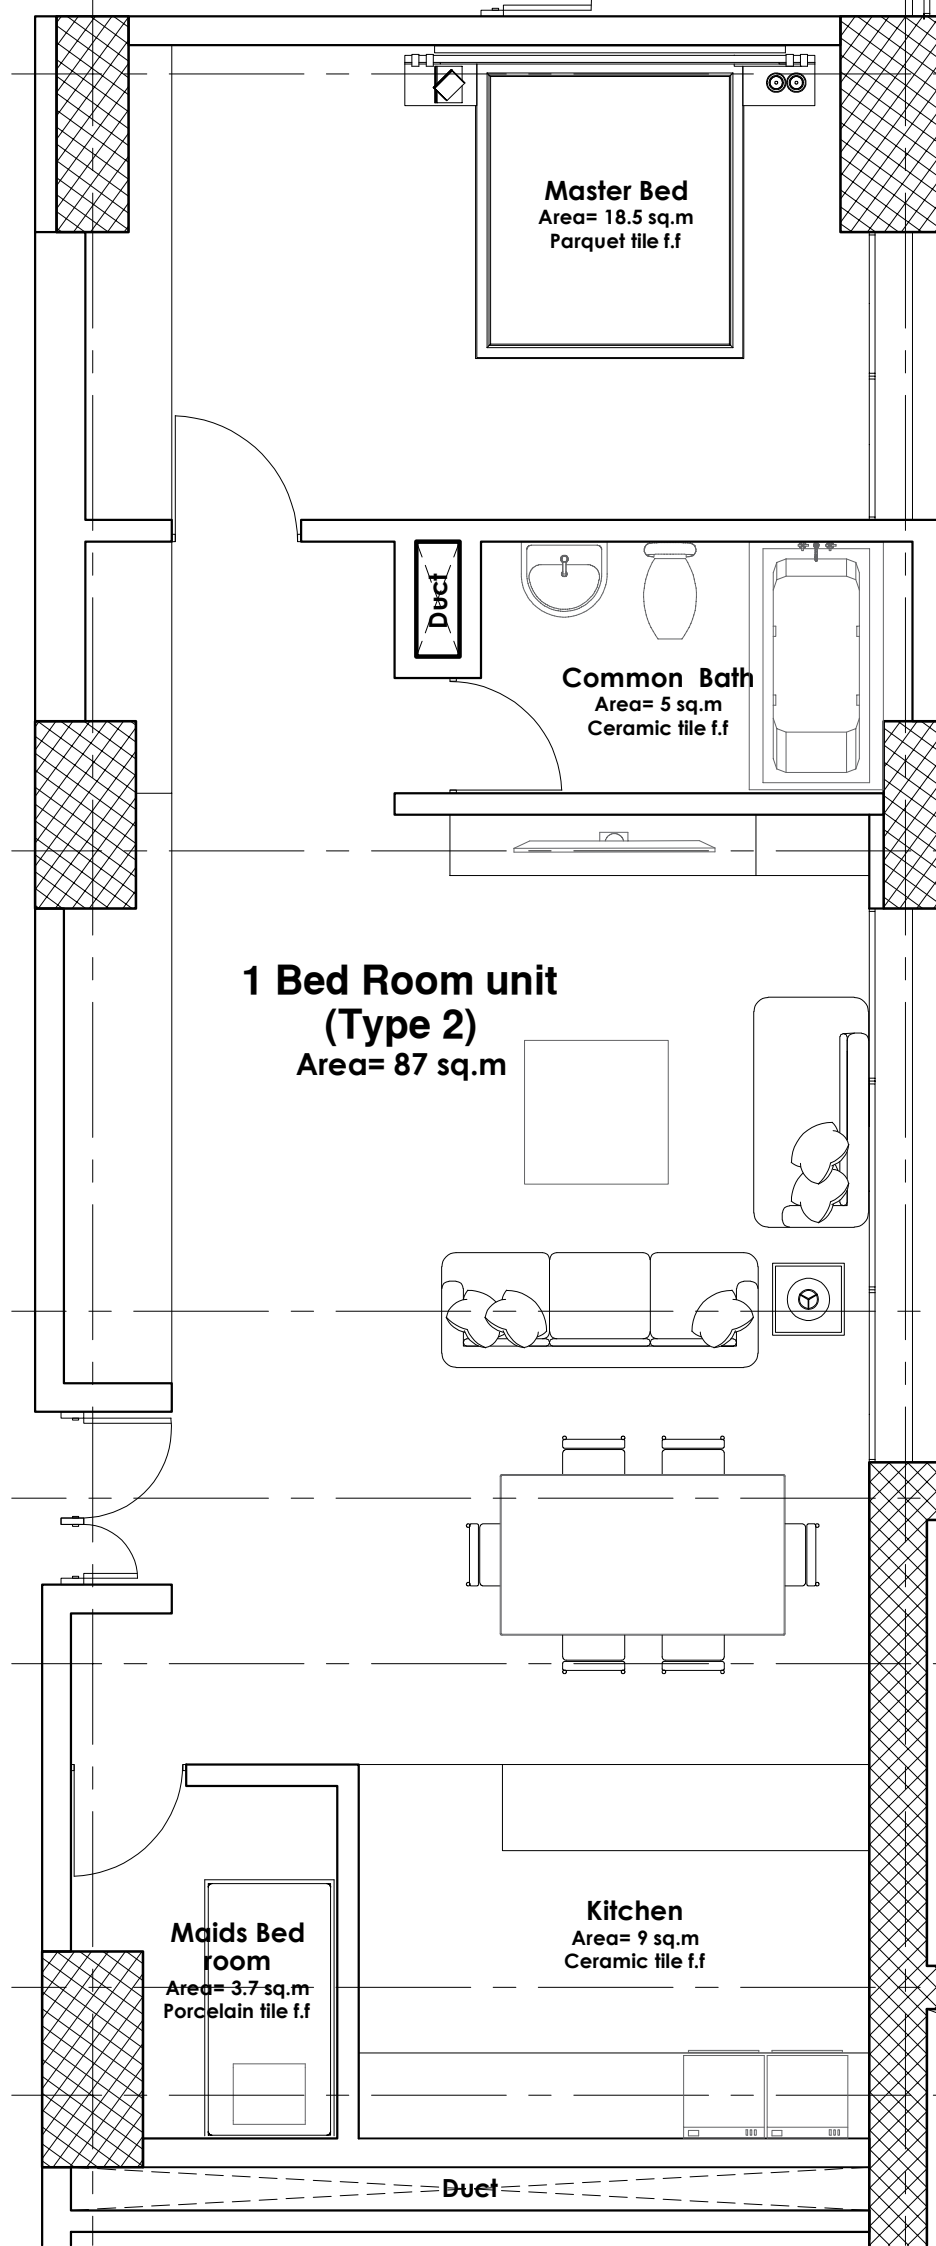 Master Bed
Area= 18.5 sq.m
Parquet tile f.f
Duct
Common Bath
Area= 5 sq.m
Ceramic tile f.f
1 Bed Room unit
(Type 2)
Area= 87 sq.m
Maids Bed
room
Area= 3.7 sq.m
Porcelain tile f.f
Kitchen
Area= 9 sq.m
Ceramic tile f.f
Duct